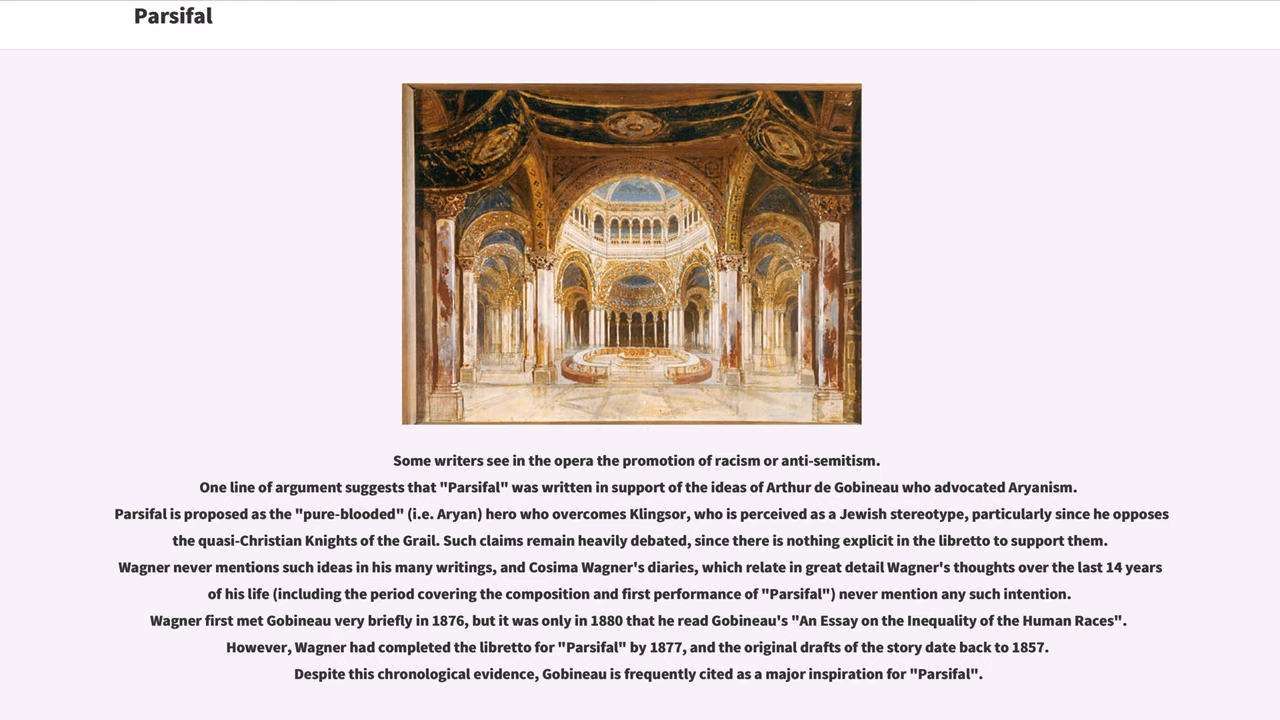 Parsifal
Some writers see in the opera the promotion of racism or anti-semitism.
One line of argument suggests that "Parsifal" was written in support of the ideas of Arthur de Gobineau who advocated Aryanism.
Parsifal is proposed as the "pure-blooded" (i.e. Aryan) hero who overcomes Klingsor, who is perceived as a Jewish stereotype, particularly since he opposes
the quasi-Christian Knights of the Grail. Such claims remain heavily debated, since there is nothing explicit in the libretto to support them.
Wagner never mentions such ideas in his many writings, and Cosima Wagner's diaries, which relate in great detail Wagner's thoughts over the last 14 years
of his life (including the period covering the composition and first performance of "Parsifal") never mention any such intention.
Wagner first met Gobineau very briefly in 1876, but it was only in 1880 that he read Gobineau's "An Essay on the Inequality of the Human Races".
However, Wagner had completed the libretto for "Parsifal" by 1877, and the original drafts of the story date back to 1857.
Despite this chronological evidence, Gobineau is frequently cited as a major inspiration for "Parsifal".